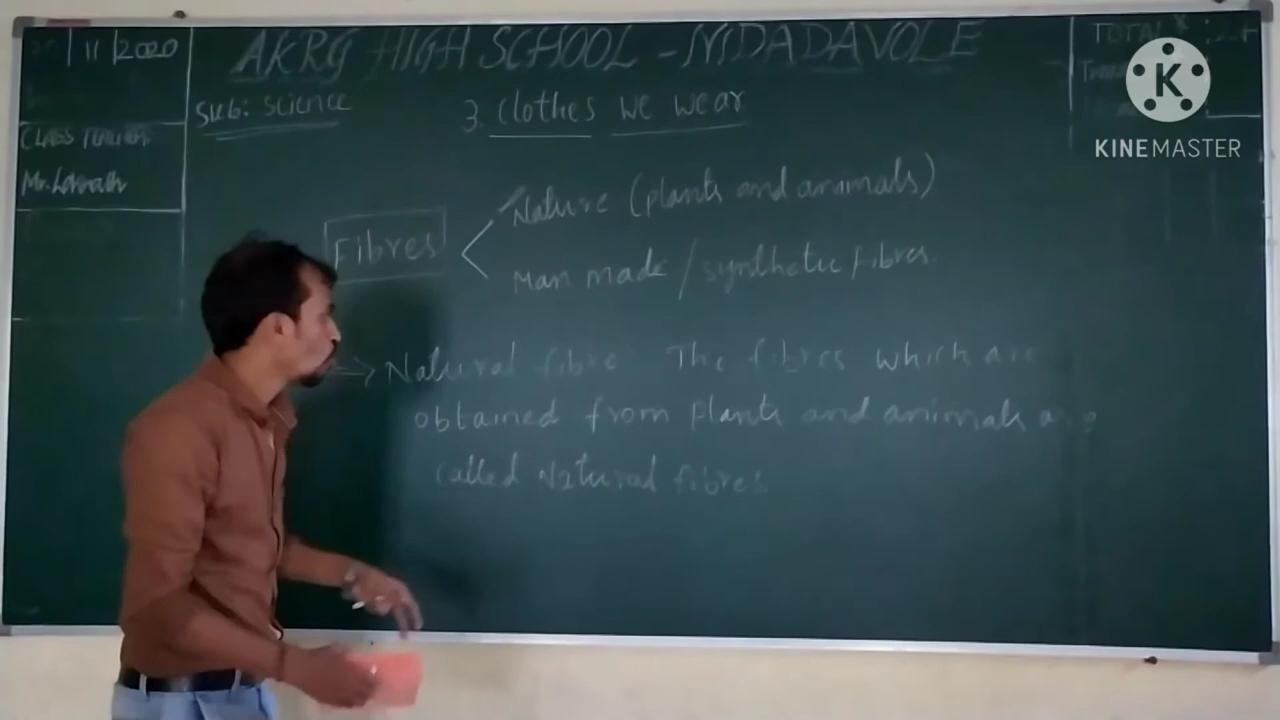 11/2020
AKRG HIGH SCHOOL - NIDADAVOLE
TOTAL
Sub: science
3. clothes we wear
CLASS TEACHER
Mr.
KINEMASTER
Fibres
Nature (plants and animals)
Man made / synthetic fibres.
→ Natural fibre The fibres which are
obtained from plants and animals are
called Natural fibres.